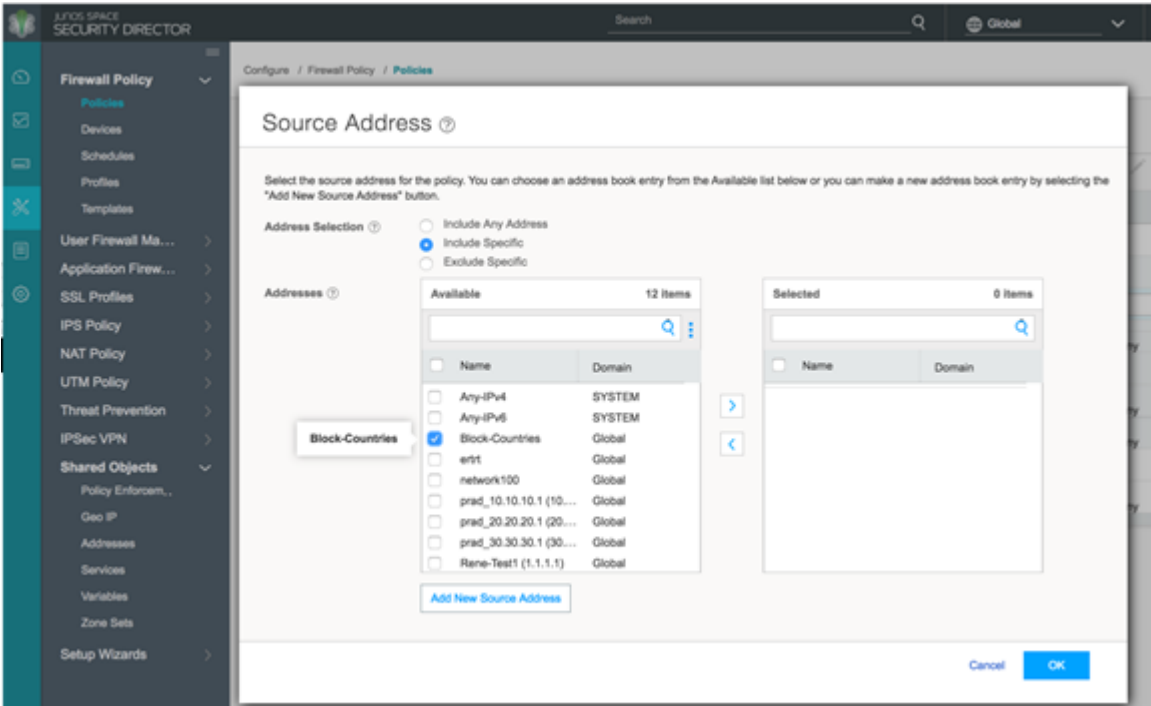 JUNOS SPACE
SECURITY DIRECTOR
Search
Global
Firewall Policy
Policies
Devices
Schedules
Profiles
Templates
User Firewall Ma...
Application Firew...
SSL Profiles
IPS Policy
NAT Policy
UTM Policy
Threat Prevention
IPSec VPN
Shared Objects
Policy Enforcem...
Geo IP
Addresses
Services
Variables
Zone Sets
Setup Wizards
Configure / Firewall Policy / Policies
Source Address
Select the source address for the policy. You can choose an address book entry from the Available list below or you can make a new address book entry by selecting the
"Add New Source Address" button.
Address Selection
Include Any Address
Include Specific
Exclude Specific
Addresses
Available 12 items
Name Domain
Any-IPv4 SYSTEM
Any-IPv6 SYSTEM
Block-Countries
Block-Countries Global
ertrt Global
network100 Global
prad_10.10.10.1 (10.... Global
prad_20.20.20.1 (20.... Global
prad_30.30.30.1 (30.... Global
Rene-Test1 (1.1.1.1) Global
Selected 0 items
Name Domain
Add New Source Address
Cancel OK